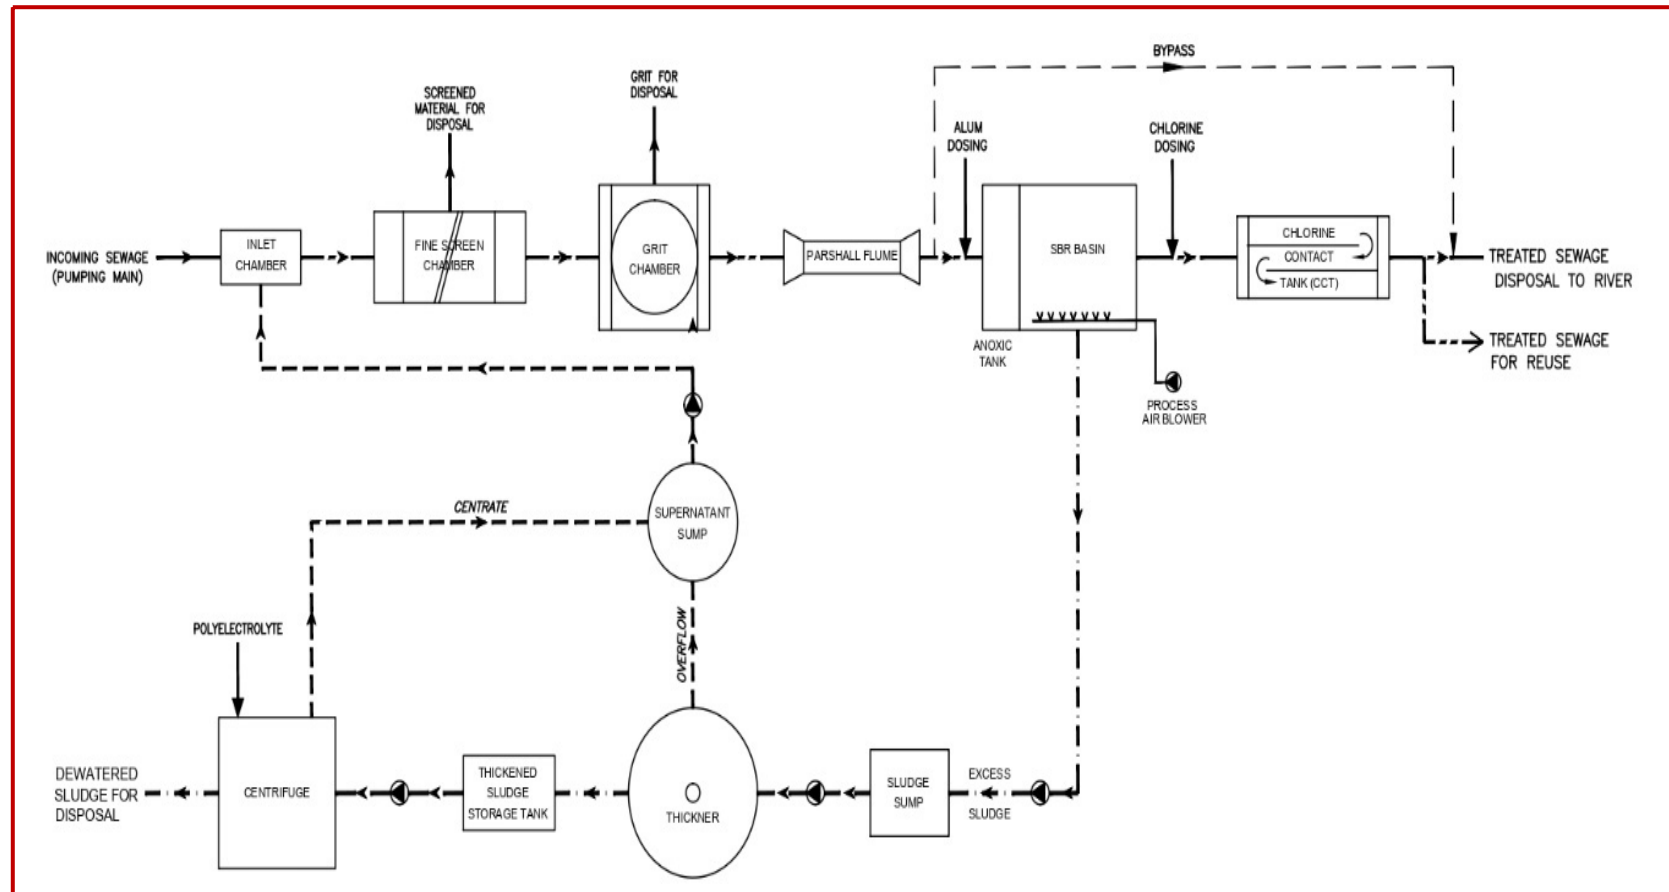 BYPASS
GRIT FOR
DISPOSAL
SCREENED
MATERIAL FOR
DISPOSAL
ALUM
DOSING
CHLORINE
DOSING
INCOMING SEWAGE
(PUMPING MAIN)
INLET
CHAMBER
FINE SCREEN
CHAMBER
GRIT
CHAMBER
PARSHALL FLUME
SBR BASIN
CHLORINE
CONTACT
TANK (CCT)
TREATED SEWAGE
DISPOSAL TO RIVER
TREATED SEWAGE
FOR REUSE
ANOXIC
TANK
PROCESS
AIR BLOWER
CENTRATE
SUPERNATANT
SUMP
OVERFLOW
POLYELECTROLYTE
DEWATERED
SLUDGE FOR
DISPOSAL
CENTRIFUGE
THICKENED
SLUDGE
STORAGE TANK
THICKNER
SLUDGE
SUMP
EXCESS
SLUDGE